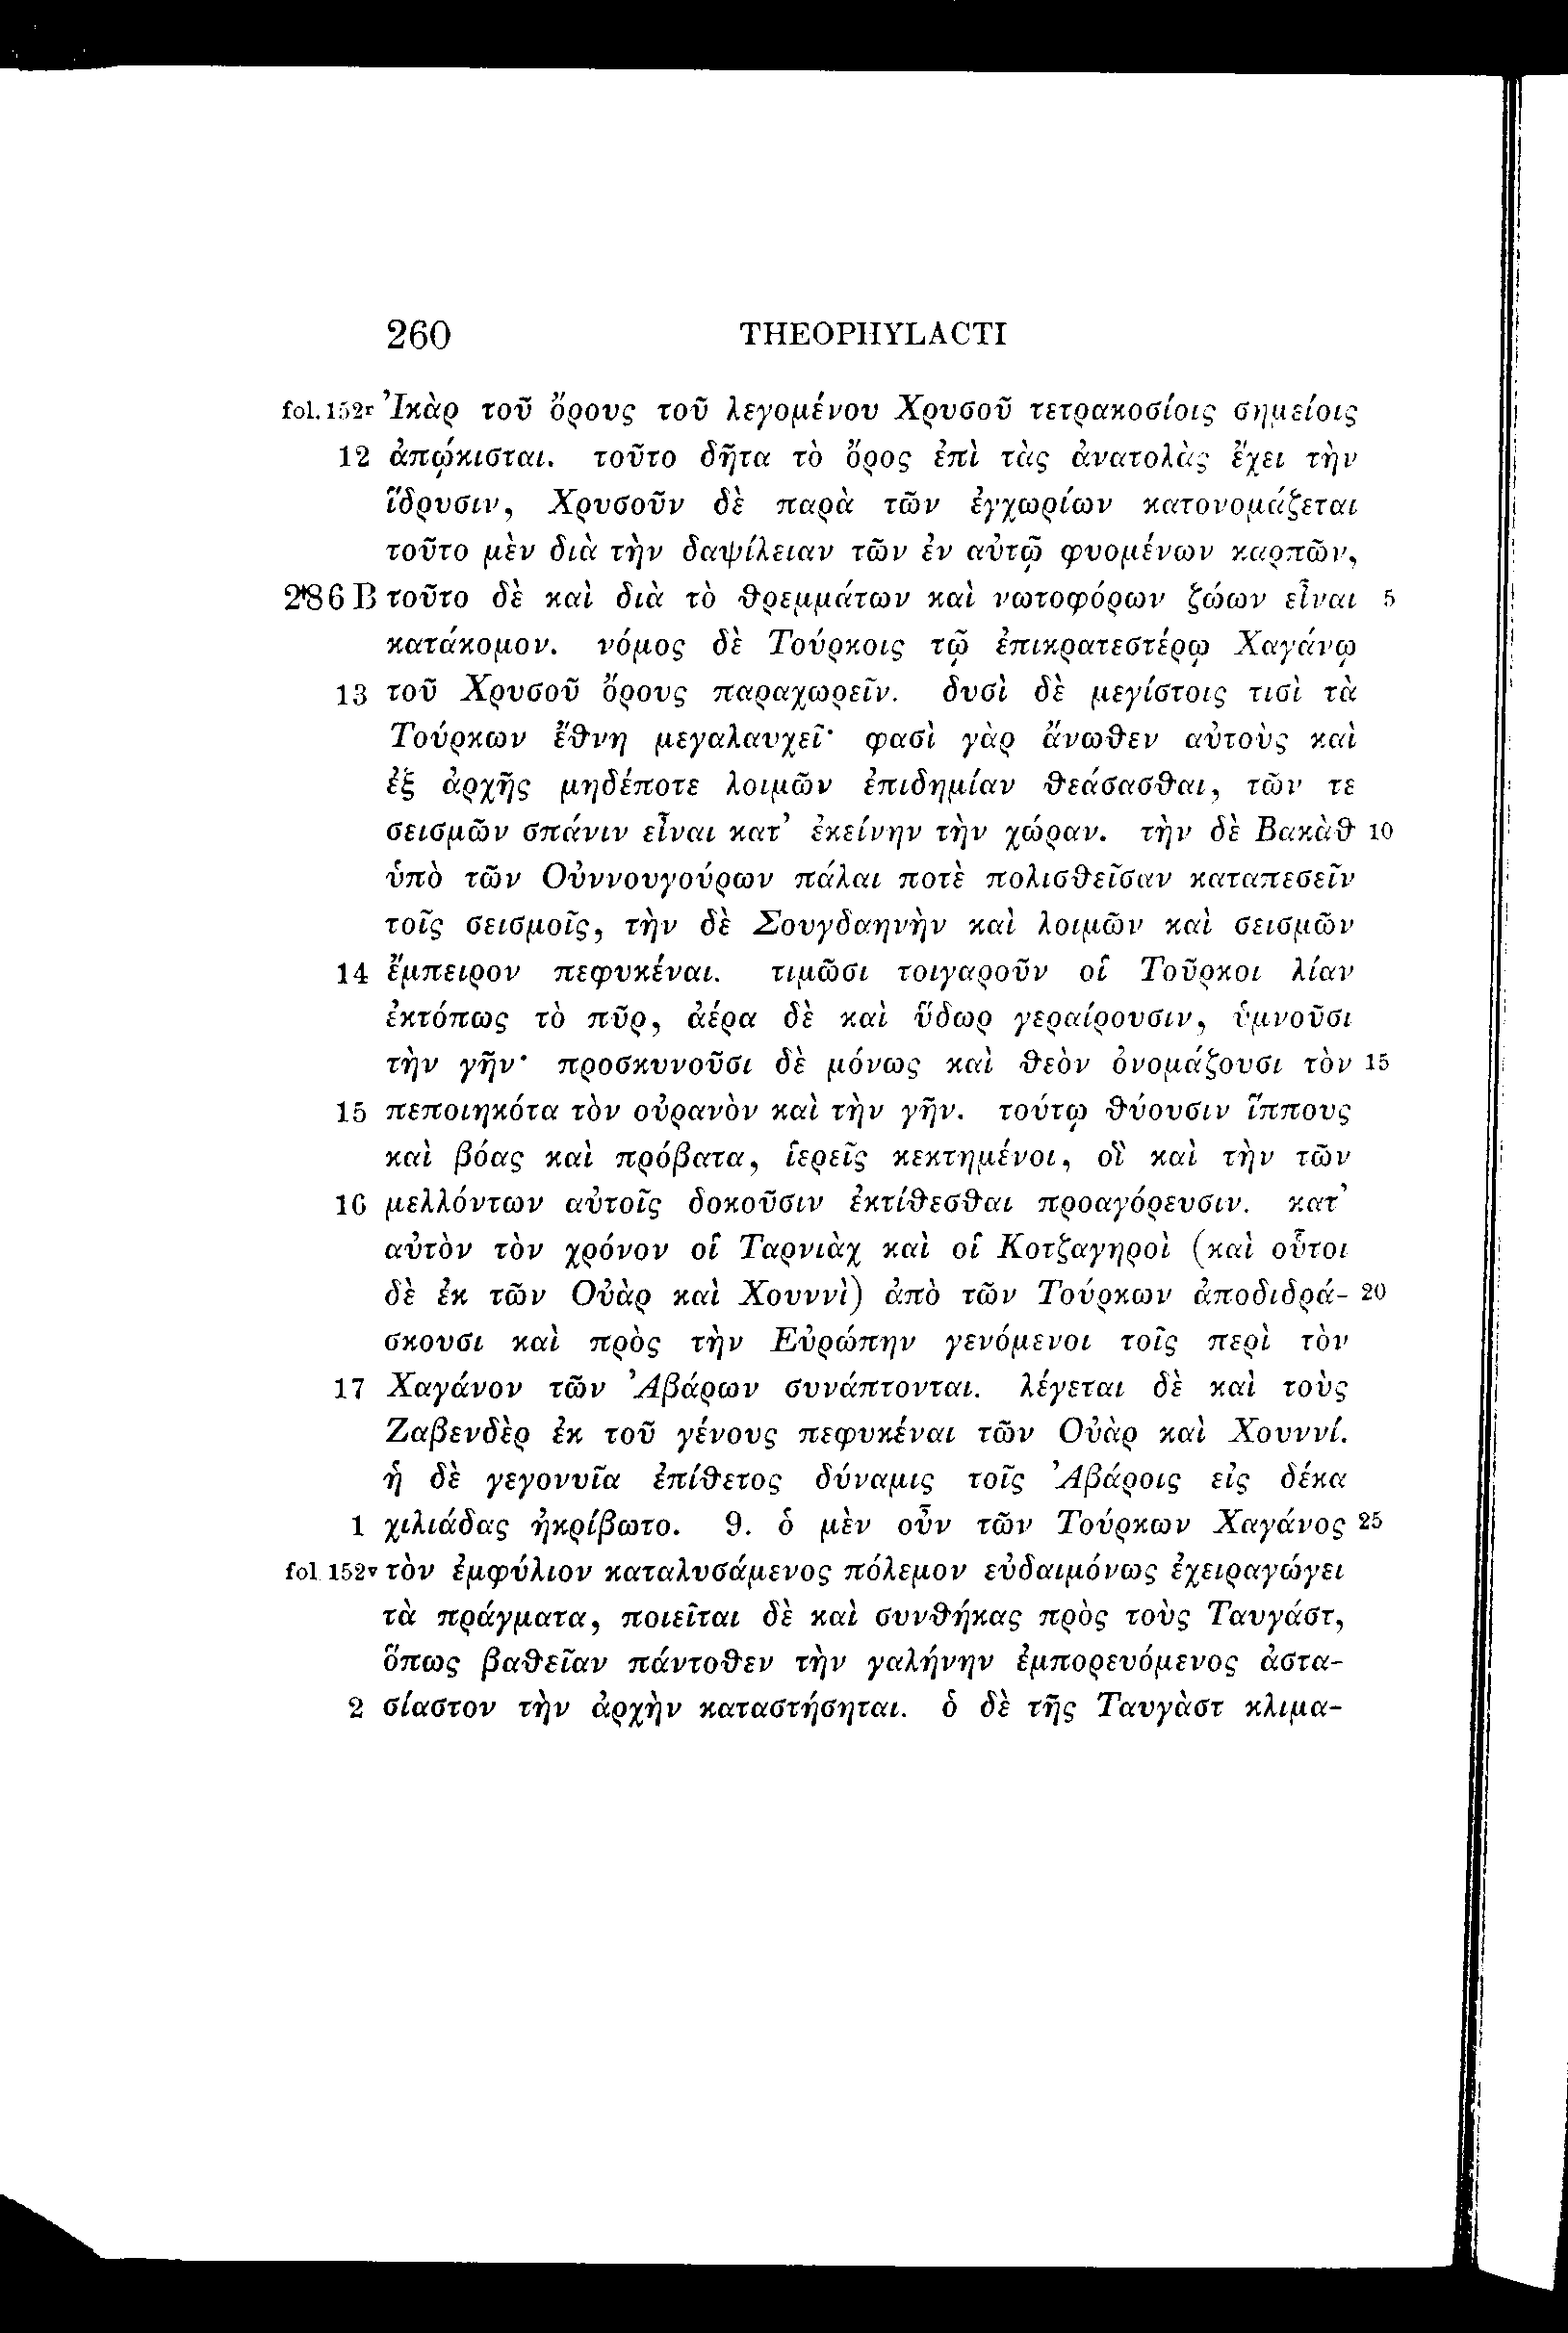 260 THEOPHYLACTI
fol. 152r Ἰκὰρ τοῦ ὄρους τοῦ λεγομένου Χρυσοῦ τετρακοσίοις σημείοις
12 ἀπῴκισται. τοῦτο δῆτα τὸ ὄρος ἐπὶ τὰς ἀνατολὰς ἔχει τὴν
ἵδρυσιν, Χρυσοῦν δὲ παρὰ τῶν ἐγχωρίων κατονομάζεται
τοῦτο μὲν διὰ τὴν δαψίλειαν τῶν ἐν αὐτῷ φυομένων καρπῶν,
286 B τοῦτο δὲ καὶ διὰ τὸ θρεμμάτων καὶ νωτοφόρων ζώων εἶναι 5
κατάκομον. νόμος δὲ Τούρκοις τῷ ἐπικρατεστέρῳ Χαγάνῳ
13 τοῦ Χρυσοῦ ὄρους παραχωρεῖν. δυσὶ δὲ μεγίστοις τισὶ τὰ
Τούρκων ἔθνη μεγαλαυχεῖ· φασὶ γὰρ ἄνωθεν αὐτοὺς καὶ
ἐξ ἀρχῆς μηδέποτε λοιμῶν ἐπιδημίαν θεάσασθαι, τῶν τε
σεισμῶν σπάνιν εἶναι κατ’ ἐκείνην τὴν χώραν. τὴν δὲ Βακὰθ 10
ὑπὸ τῶν Οὐννουγούρων πάλαι ποτὲ πολισθεῖσαν καταπεσεῖν
τοῖς σεισμοῖς, τὴν δὲ Σουγδαηνὴν καὶ λοιμῶν καὶ σεισμῶν
14 ἔμπειρον πεφυκέναι. τιμῶσι τοιγαροῦν οἱ Τοῦρκοι λίαν
ἐκτόπως τὸ πῦρ, ἀέρα δὲ καὶ ὕδωρ γεραίρουσιν, ὑμνοῦσι
τὴν γῆν· προσκυνοῦσι δὲ μόνως καὶ θεὸν ὀνομάζουσι τὸν 15
15 πεποιηκότα τὸν οὐρανὸν καὶ τὴν γῆν. τούτῳ θύουσιν ἵππους
καὶ βόας καὶ πρόβατα, ἱερεῖς κεκτημένοι, οἳ καὶ τὴν τῶν
16 μελλόντων αὐτοῖς δοκοῦσιν ἐκτίθεσθαι προαγόρευσιν. κατ’
αὐτὸν τὸν χρόνον οἱ Ταρνιὰχ καὶ οἱ Κοτζαγηροὶ (καὶ οὗτοι
δὲ ἐκ τῶν Οὐὰρ καὶ Χουννὶ) ἀπὸ τῶν Τούρκων ἀποδιδρά- 20
σκουσι καὶ πρὸς τὴν Εὐρώπην γενόμενοι τοῖς περὶ τὸν
17 Χαγάνον τῶν Ἀβάρων συνάπτονται. λέγεται δὲ καὶ τοὺς
Ζαβενδὲρ ἐκ τοῦ γένους πεφυκέναι τῶν Οὐὰρ καὶ Χουννί.
ἡ δὲ γεγονυῖα ἐπίθετος δύναμις τοῖς Ἀβάροις εἰς δέκα
1 χιλιάδας ἠκρίβωτο. 9. ὁ μὲν οὖν τῶν Τούρκων Χαγάνος 25
fol 152v τὸν ἐμφύλιον καταλυσάμενος πόλεμον εὐδαιμόνως ἐχειραγώγει
τὰ πράγματα, ποιεῖται δὲ καὶ συνθήκας πρὸς τοὺς Ταυγάστ,
ὅπως βαθεῖαν πάντοθεν τὴν γαλήνην ἐμπορευόμενος ἀστα-
2 σίαστον τὴν ἀρχὴν καταστήσηται. ὁ δὲ τῆς Ταυγὰστ κλιμα-